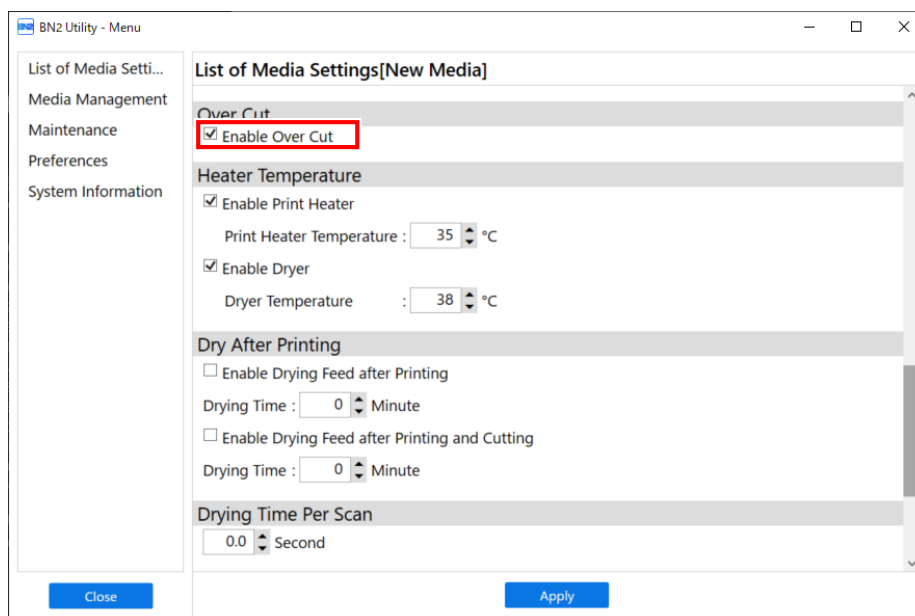 BN2 BN2 Utility - Menu
List of Media Setti...
Media Management
Maintenance
Preferences
System Information
Close
List of Media Settings[New Media]
Over Cut
Enable Over Cut
Heater Temperature
Enable Print Heater
Print Heater Temperature : 35 °C
Enable Dryer
Dryer Temperature : 38 °C
Dry After Printing
Enable Drying Feed after Printing
Drying Time : 0 Minute
Enable Drying Feed after Printing and Cutting
Drying Time : 0 Minute
Drying Time Per Scan
0.0 Second
Apply